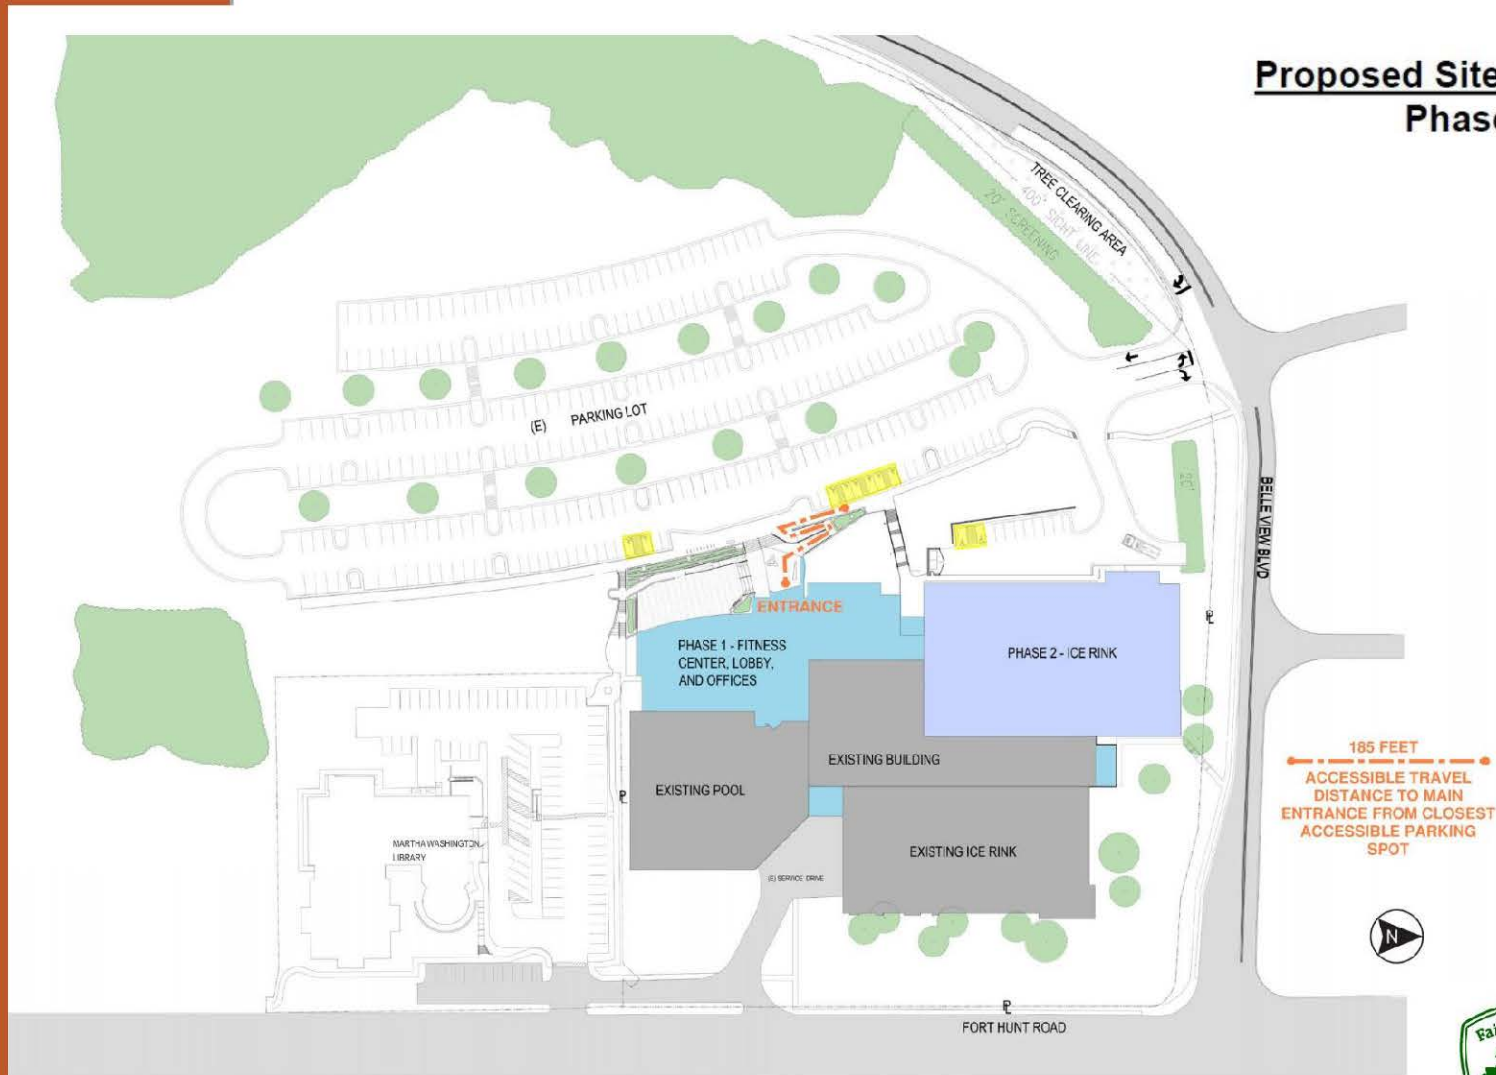 Proposed Site
Phase
TREE CLEARING AREA
400' SIGHT LINE
20' SCREENING
(E) PARKING LOT
20'
BELLE VIEW BLVD
ENTRANCE
PHASE 1 - FITNESS
CENTER, LOBBY,
AND OFFICES
PHASE 2 - ICE RINK
EXISTING BUILDING
EXISTING POOL
EXISTING ICE RINK
MARTHA WASHINGTON
LIBRARY
(E) SERVICE DRIVE
185 FEET
ACCESSIBLE TRAVEL
DISTANCE TO MAIN
ENTRANCE FROM CLOSEST
ACCESSIBLE PARKING
SPOT
N
FORT HUNT ROAD
Fai